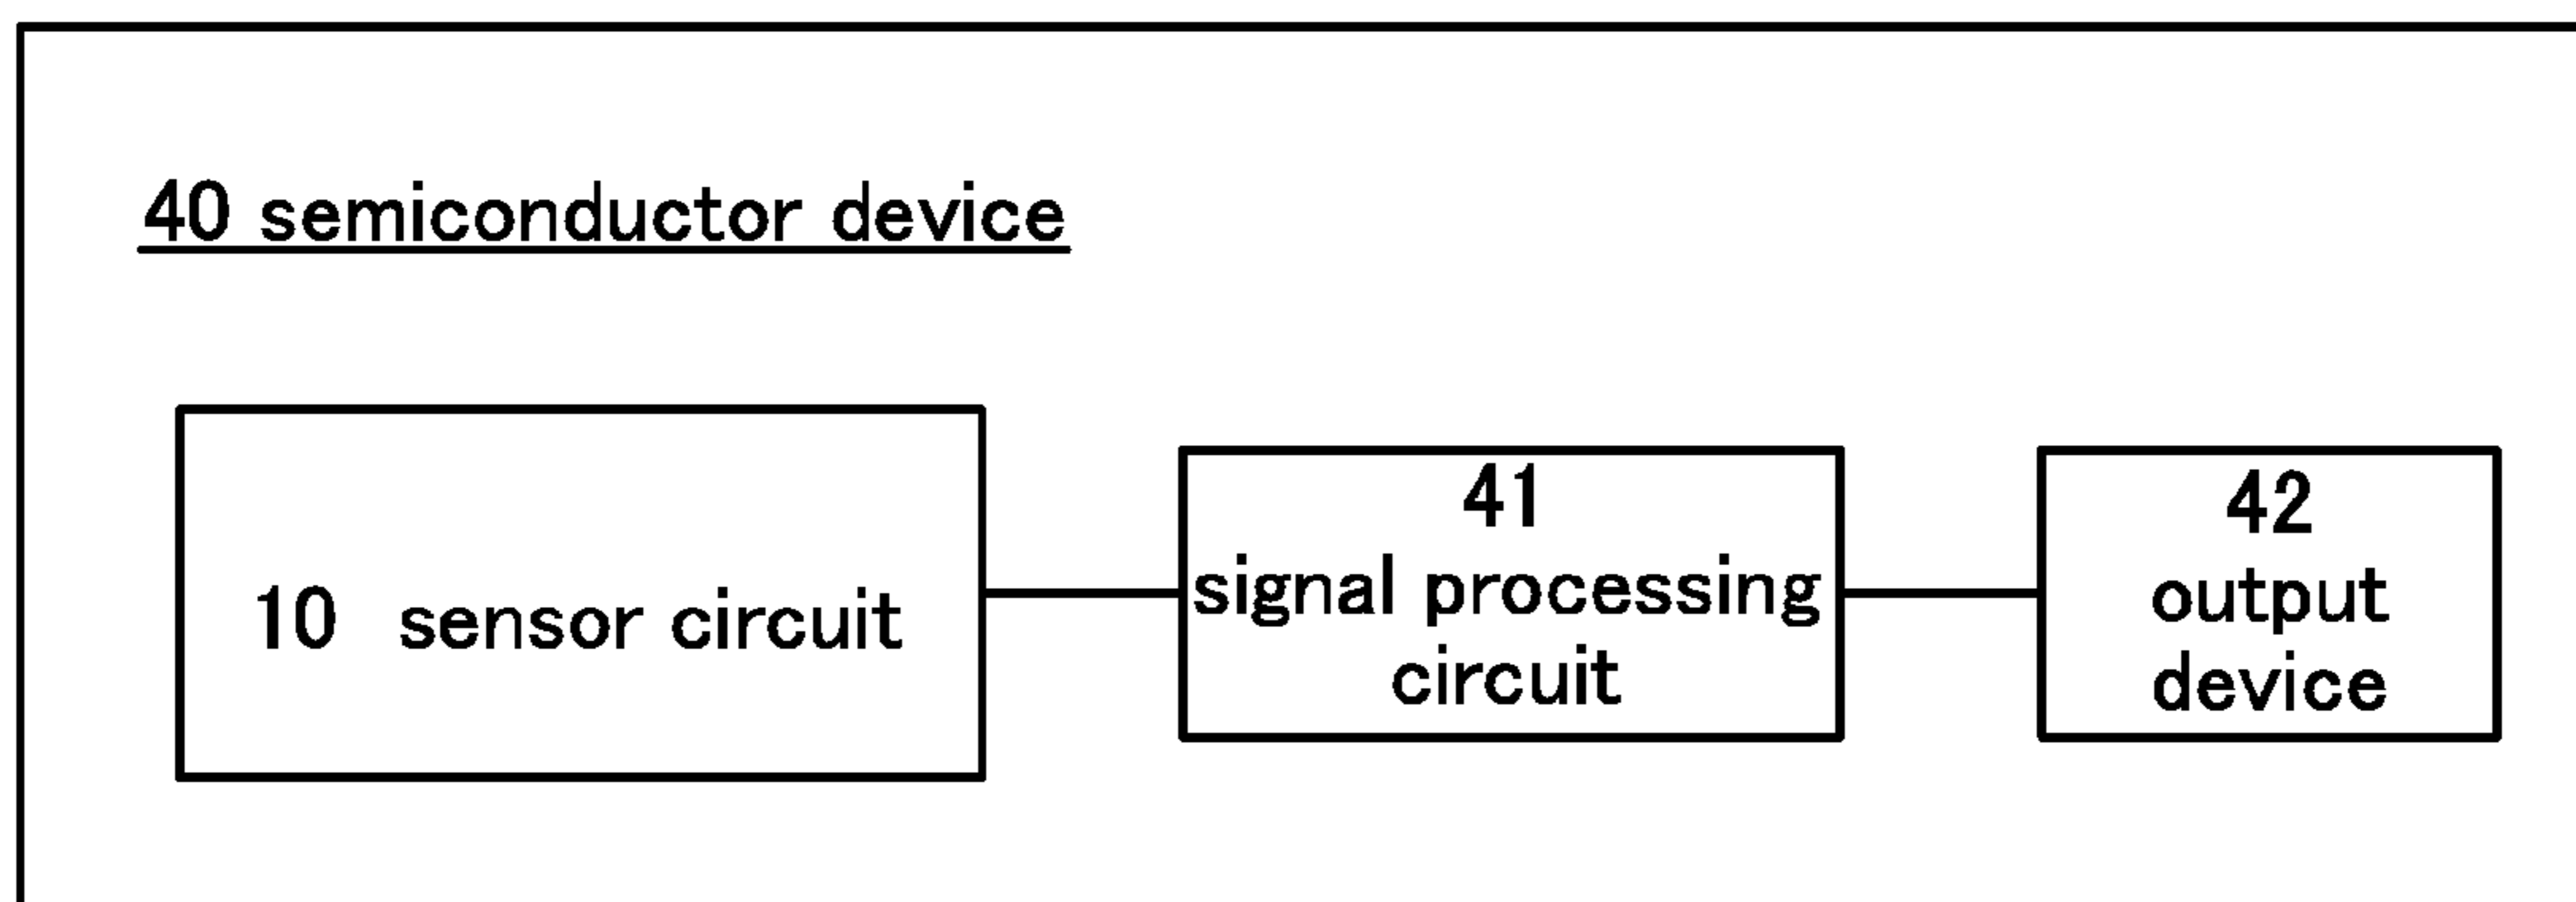 40 semiconductor device
10 sensor circuit
41
signal processing
circuit
42
output
device